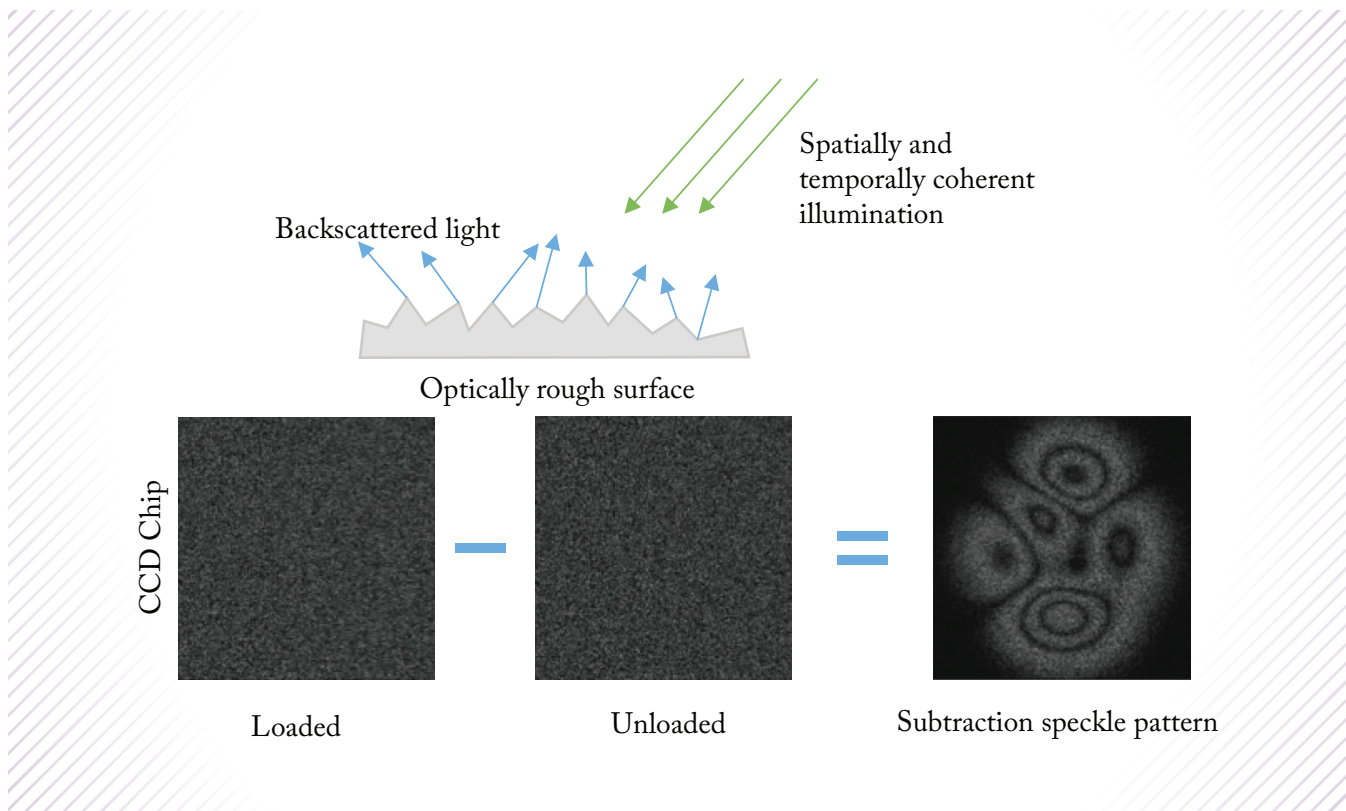 Spatially and
temporally coherent
illumination
Backscattered light
Optically rough surface
CCD Chip
Loaded
Unloaded
Subtraction speckle pattern